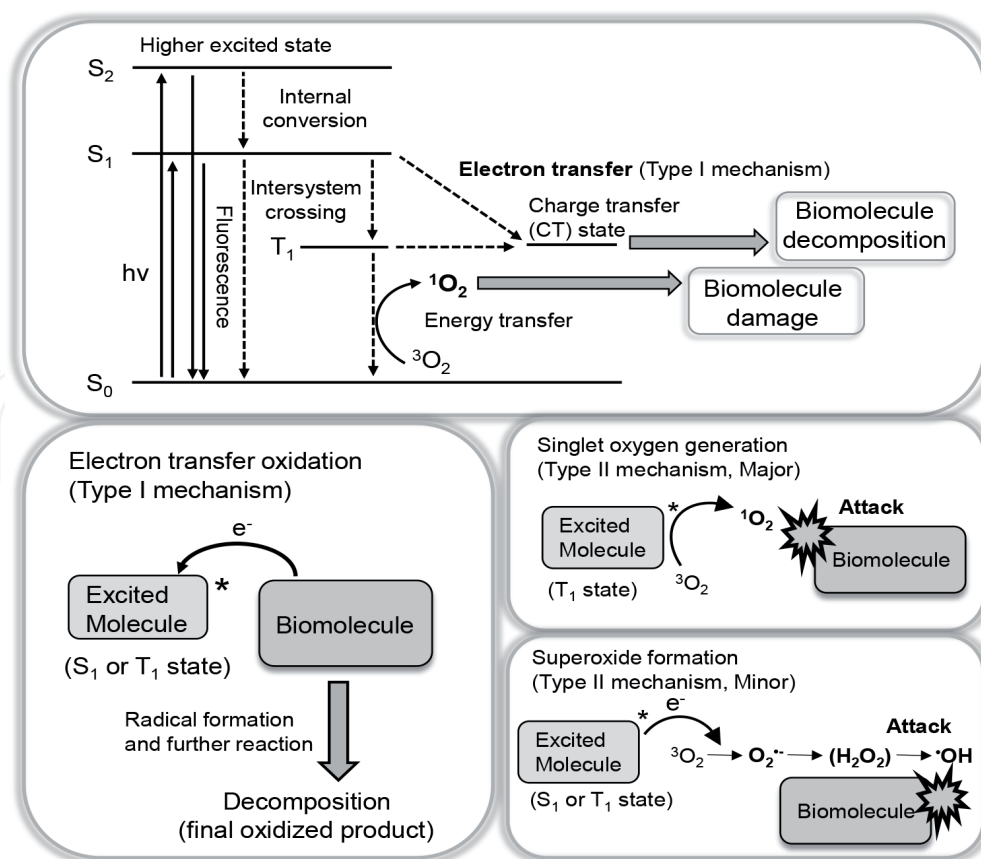 Higher excited state
S₂
Internal
conversion
S₁
Electron transfer (Type I mechanism)
Intersystem
crossing
Charge transfer
(CT) state
Biomolecule
decomposition
Fluorescence
T₁
hν
¹O₂
Biomolecule
damage
Energy transfer
³O₂
S₀
Electron transfer oxidation
(Type I mechanism)
e⁻
Excited
Molecule
*
Biomolecule
(S₁ or T₁ state)
Radical formation
and further reaction
Decomposition
(final oxidized product)
Singlet oxygen generation
(Type II mechanism, Major)
*
Attack
¹O₂
Excited
Molecule
Biomolecule
³O₂
(T₁ state)
Superoxide formation
(Type II mechanism, Minor)
* e⁻
Attack
Excited
Molecule
³O₂ → O₂•⁻ → (H₂O₂) → •OH
(S₁ or T₁ state)
Biomolecule